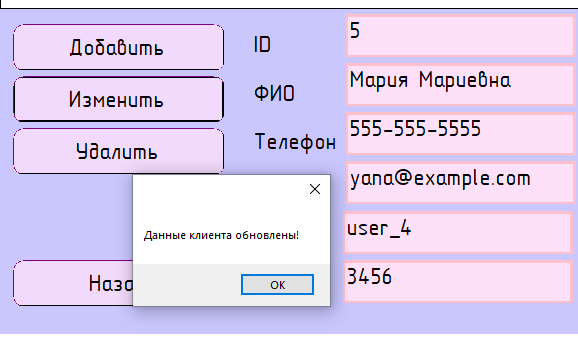 Добавить
ID
5
Изменить
ФИО
Мария Мариевна
Удалить
Телефон
555-555-5555
yana@example.com
user_4
3456
Данные клиента обновлены!
OK